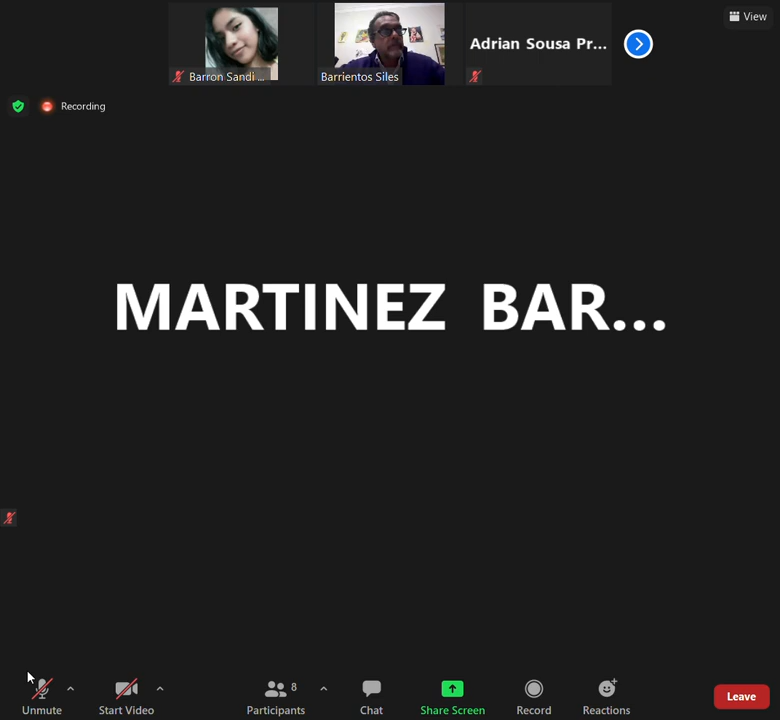 View
Barron Sandi ...
Barrientos Siles
Adrian Sousa Pr...
Recording
MARTINEZ BAR...
8
Unmute
Start Video
Participants
Chat
Share Screen
Record
Reactions
Leave